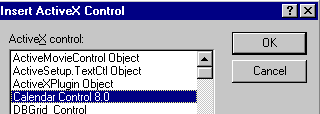 Insert ActiveX Control
ActiveX control:
OK
ActiveMovieControl Object
ActiveSetup.TextCtl Object
Cancel
ActiveXPlugin Object
Calendar Control 8.0
DBGrid Control